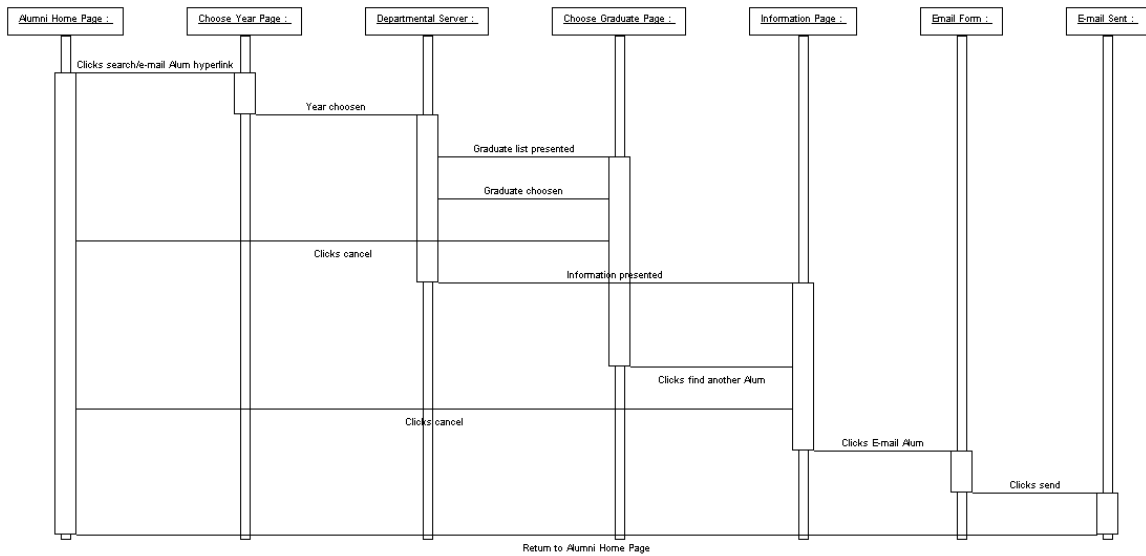 Alumni Home Page :
Choose Year Page :
Departmental Server :
Choose Graduate Page :
Information Page :
Email Form :
E-mail Sent :
Clicks search/e-mail Alum hyperlink
Year choosen
Graduate list presented
Graduate choosen
Clicks cancel
Information presented
Clicks find another Alum
Clicks cancel
Clicks E-mail Alum
Clicks send
Return to Alumni Home Page